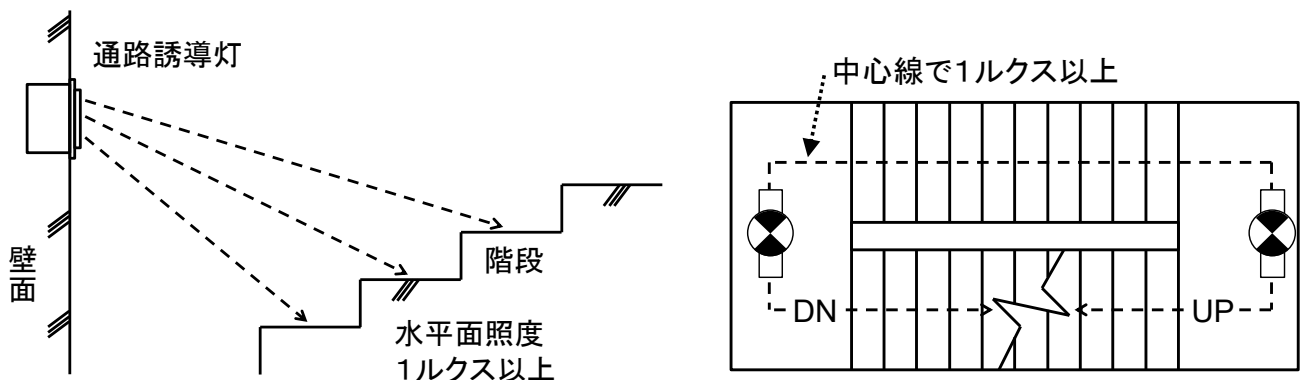 通路誘導灯
壁面
階段
水平面照度
1ルクス以上
中心線で1ルクス以上
DN
UP